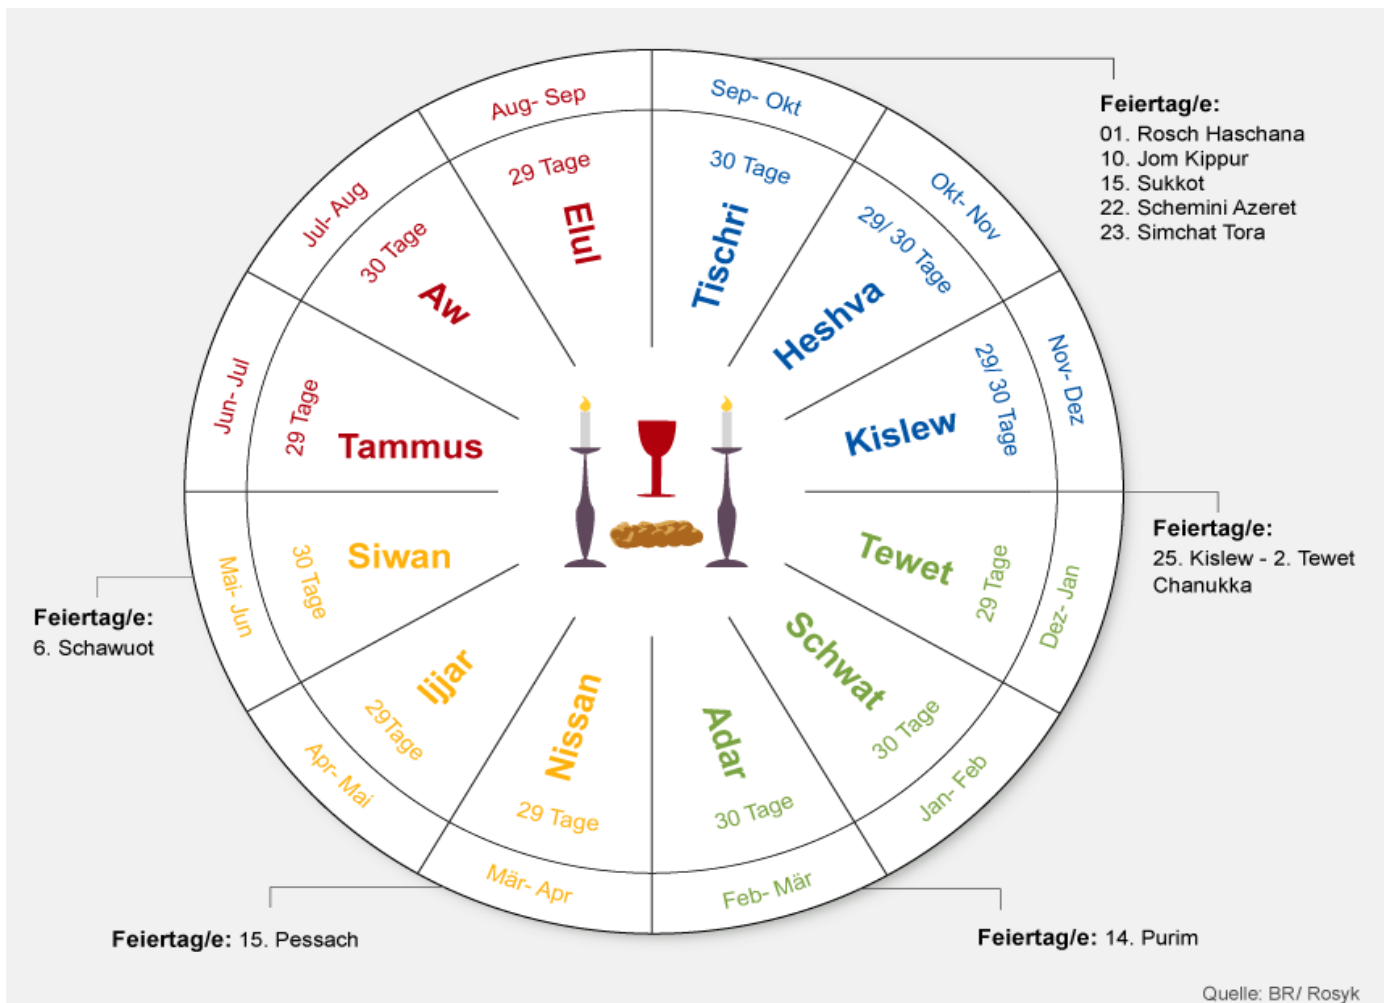 Aug- Sep
29 Tage
Elul
Sep- Okt
30 Tage
Tischri
Feiertag/e:
01. Rosch Haschana
10. Jom Kippur
15. Sukkot
22. Schemini Azeret
23. Simchat Tora
Okt- Nov
29/ 30 Tage
Heshva
Nov- Dez
29/ 30 Tage
Kislew
Feiertag/e:
25. Kislew - 2. Tewet
Chanukka
Dez- Jan
29 Tage
Tewet
Jan- Feb
30 Tage
Schwat
Feb- Mär
30 Tage
Adar
Feiertag/e: 14. Purim
Mär- Apr
29 Tage
Nissan
Feiertag/e: 15. Pessach
Apr- Mai
29Tage
Ijjar
Mai- Jun
30 Tage
Siwan
Feiertag/e:
6. Schawuot
Jun- Jul
29 Tage
Tammus
Jul- Aug
30 Tage
Aw
Quelle: BR/ Rosyk